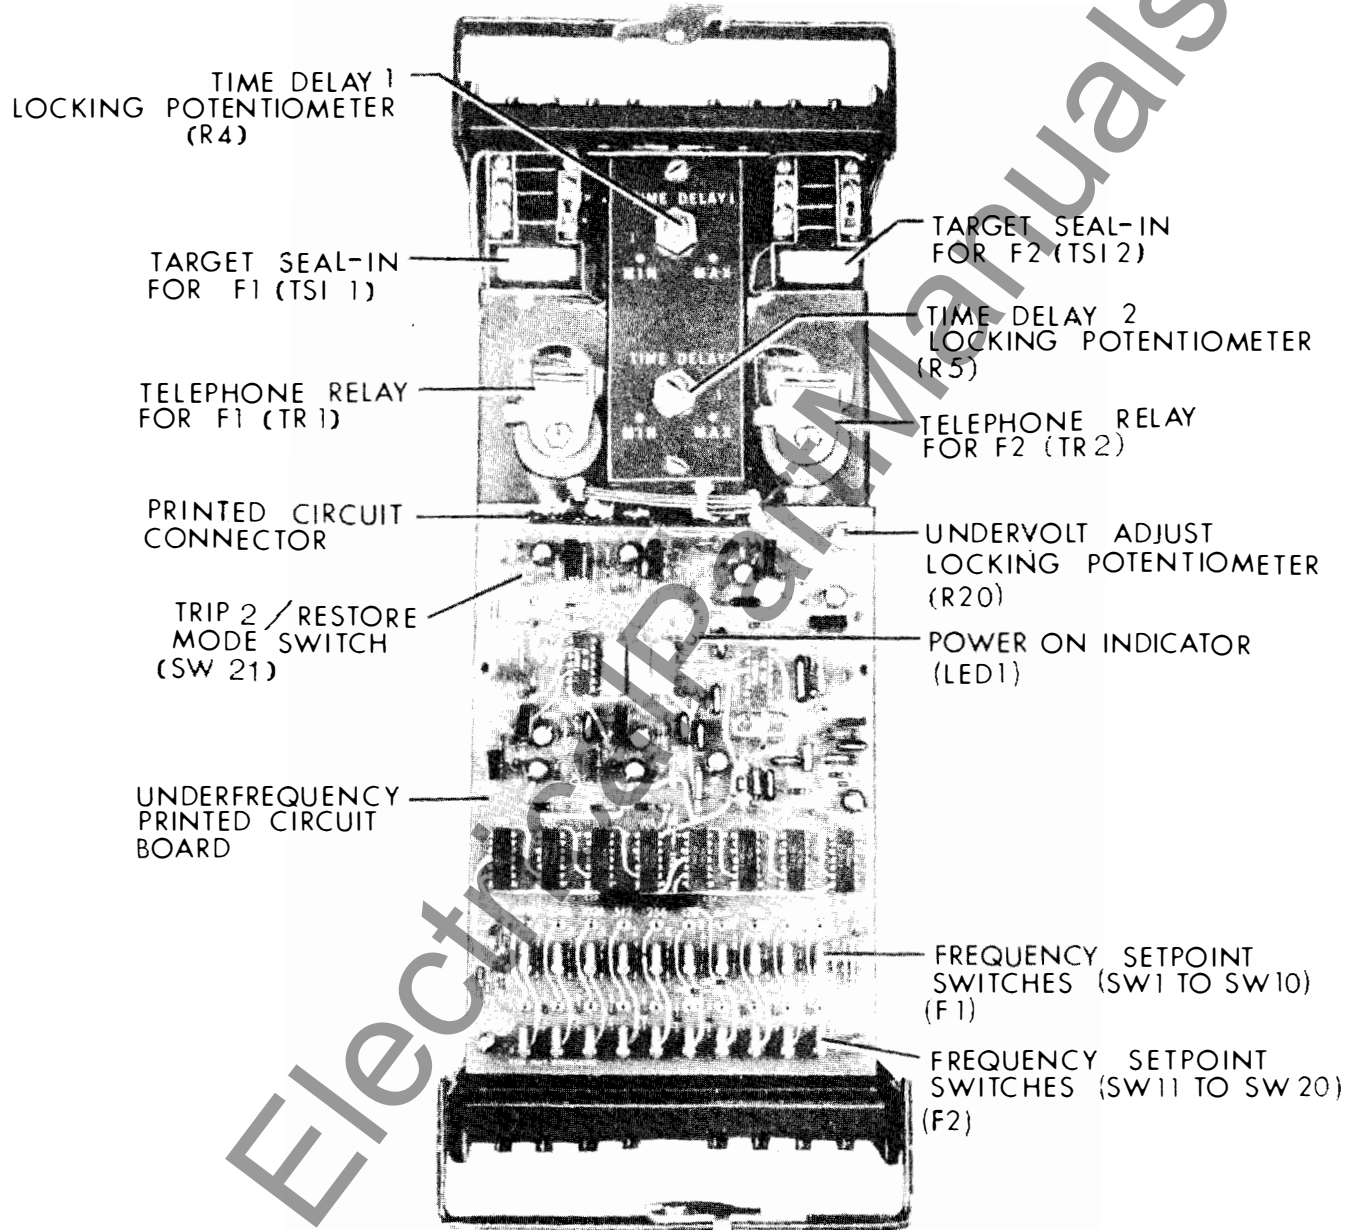 TIME DELAY 1
LOCKING POTENTIOMETER
(R4)
TIME DELAY 1
MIN MAX
TARGET SEAL-IN
FOR F1 (TSI 1)
TARGET SEAL-IN
FOR F2 (TSI 2)
TIME DELAY 2
LOCKING POTENTIOMETER
(R5)
TIME DELAY
MIN MAX
TELEPHONE RELAY
FOR F1 (TR 1)
TELEPHONE RELAY
FOR F2 (TR 2)
PRINTED CIRCUIT
CONNECTOR
UNDERVOLT ADJUST
LOCKING POTENTIOMETER
(R20)
TRIP 2 / RESTORE
MODE SWITCH
(SW 21)
POWER ON INDICATOR
(LED1)
UNDERFREQUENCY
PRINTED CIRCUIT
BOARD
FREQUENCY SETPOINT
SWITCHES (SW1 TO SW10)
(F1)
FREQUENCY SETPOINT
SWITCHES (SW11 TO SW 20)
(F2)
ElectricalPartManuals